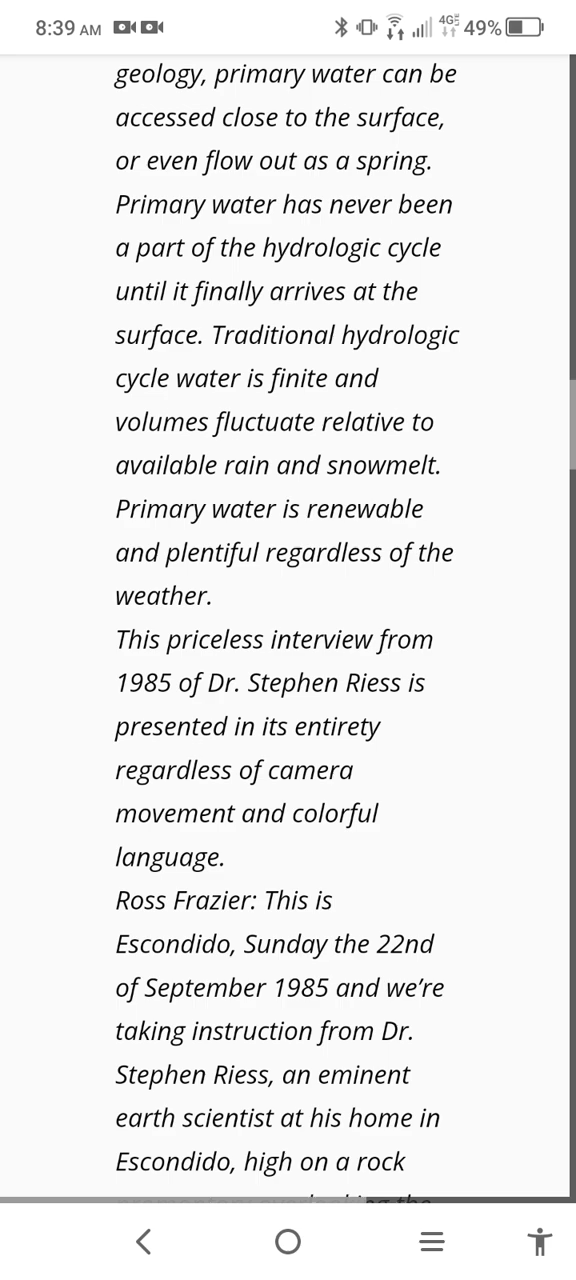 8:39 AM
4G
49%
geology, primary water can be
accessed close to the surface,
or even flow out as a spring.
Primary water has never been
a part of the hydrologic cycle
until it finally arrives at the
surface. Traditional hydrologic
cycle water is finite and
volumes fluctuate relative to
available rain and snowmelt.
Primary water is renewable
and plentiful regardless of the
weather.
This priceless interview from
1985 of Dr. Stephen Riess is
presented in its entirety
regardless of camera
movement and colorful
language.
Ross Frazier: This is
Escondido, Sunday the 22nd
of September 1985 and we’re
taking instruction from Dr.
Stephen Riess, an eminent
earth scientist at his home in
Escondido, high on a rock